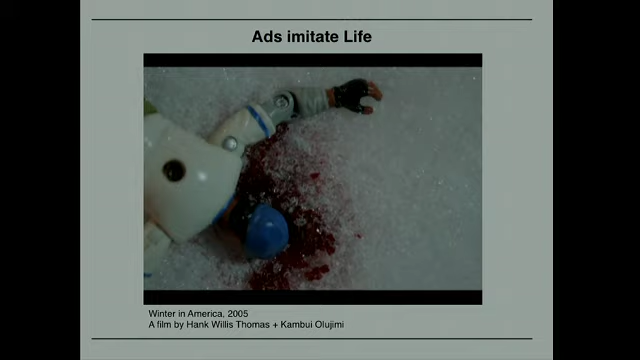 Ads imitate Life
Winter in America, 2005
A film by Hank Willis Thomas + Kambui Olujimi